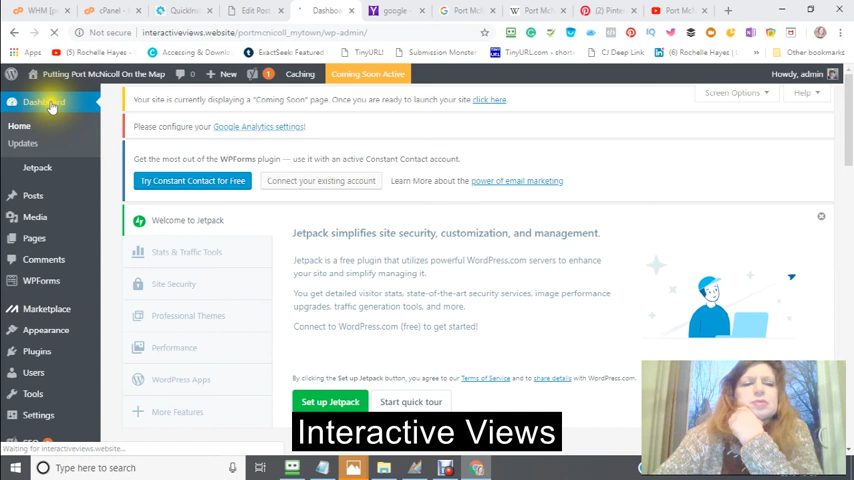 WHM [
cPanel -
QuickInst
Edit Post
Dashboa
google -
Port McN
Port McN
(2) Pinter
Port McN
Not secure
interactiveviews.website/portmcnicoll_mytown/wp-admin/
Apps
Rochelle Hayes -
Accessing & Downl
ExactSeek: Featured
TinyURL!
Submission Monster
TinyURL.com
CJ Deep Link
(6) Rochelle Hayes |
Other bookmarks
Putting Port McNicoll On the Map
0
New
1
Caching
Coming Soon Active
Howdy, admin
Dashboard
Home
Updates
Jetpack
Posts
Media
Pages
Comments
WPForms
Marketplace
Appearance
Plugins
Users
Tools
Settings
SEO
Your site is currently displaying a "Coming Soon" page. Once you are ready to launch your site click here.
Screen Options
Help
Please configure your Google Analytics settings!
Get the most out of the WPForms plugin — use it with an active Constant Contact account.
Try Constant Contact for Free
Connect your existing account
Learn More about the power of email marketing
Welcome to Jetpack
Stats & Traffic Tools
Site Security
Professional Themes
Performance
WordPress Apps
More Features
Jetpack simplifies site security, customization, and management.
Jetpack is a free plugin that utilizes powerful WordPress.com servers to enhance
your site and simplify managing it.
You get detailed visitor stats, state-of-the-art security services, image performance
upgrades, traffic generation tools, and more.
Connect to WordPress.com (free) to get started!
By clicking the Set up Jetpack button, you agree to our Terms of Service and to share details with WordPress.com.
Set up Jetpack
Start quick tour
Interactive Views
Waiting for interactiveviews.website...
Type here to search